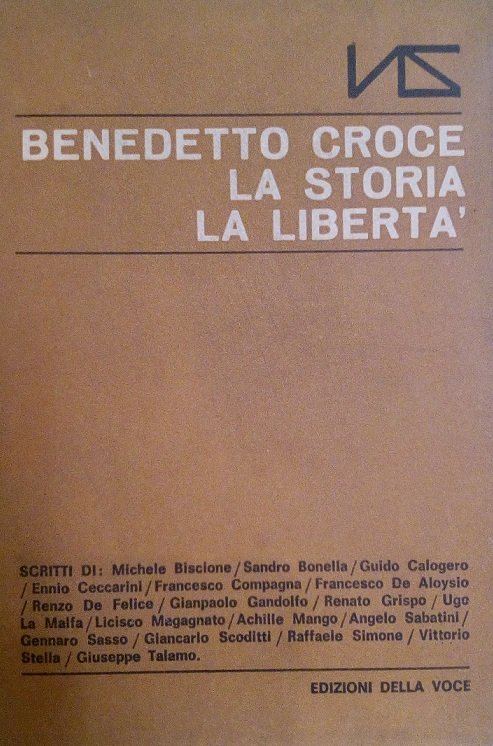 BENEDETTO CROCE
LA STORIA
LA LIBERTA'
SCRITTI DI: Michele Biscione/Sandro Bonella/Guido Calogero
/Ennio Ceccarini/Francesco Compagna/Francesco De Aloysio
/Renzo De Felice/Gianpaolo Gandolfo/Renato Grispo/Ugo
La Malfa/Licisco Magagnato/Achille Mango/Angelo Sabatini/
Gennaro Sasso/Giancarlo Scoditti/Raffaele Simone/Vittorio
Stella/Giuseppe Talamo.
EDIZIONI DELLA VOCE